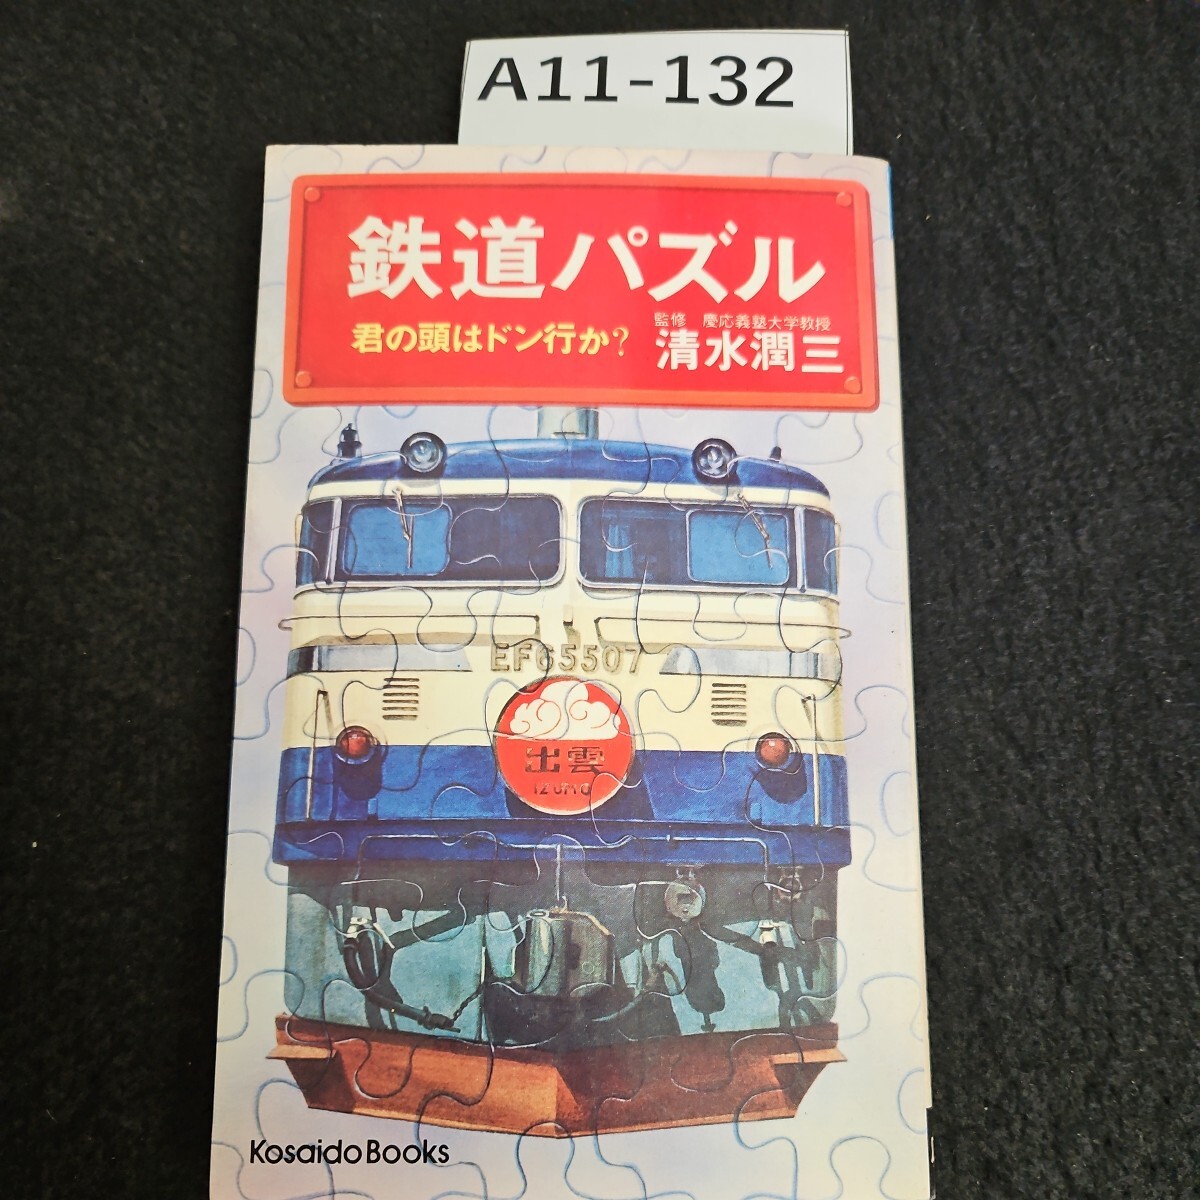 A11-132
鉄道パズル
監修 慶応義塾大学教授
君の頭はドン行か?
清水潤三
EF65507
出雲
IZUMO
Kosaido Books